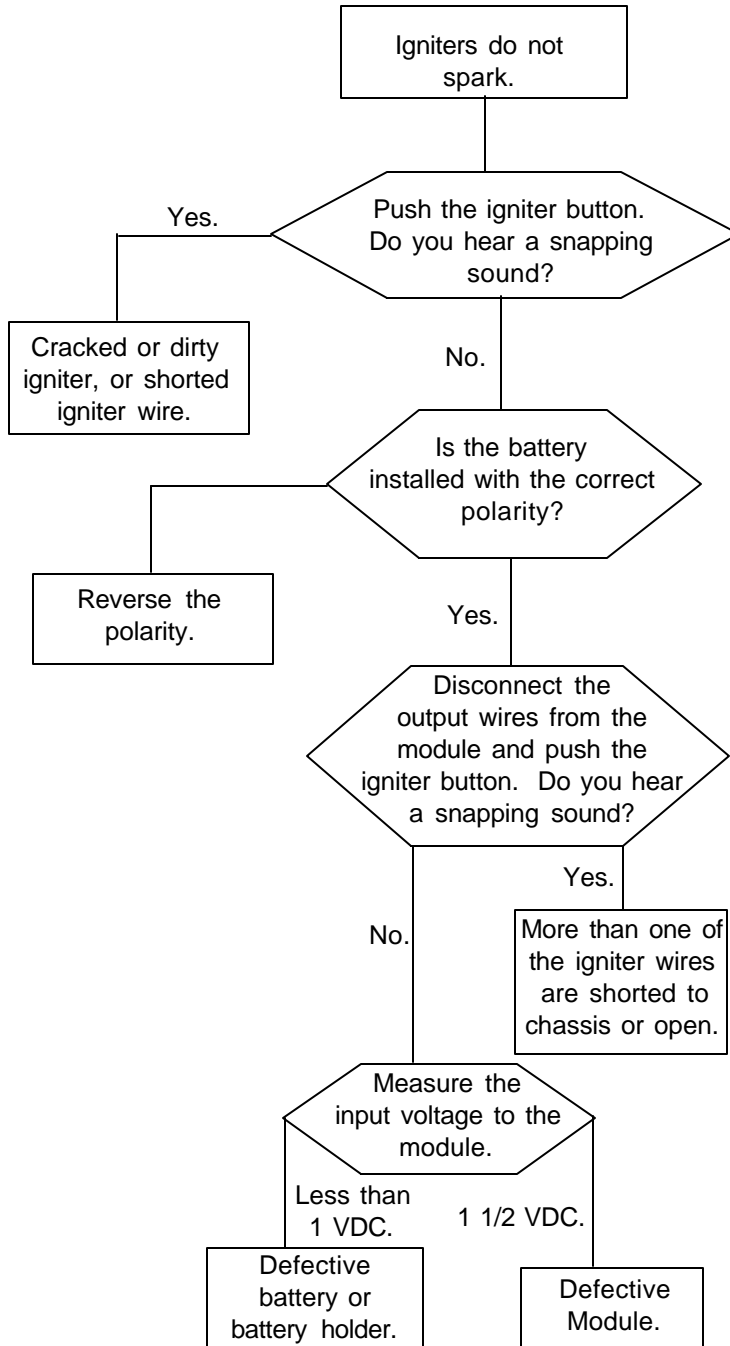 Igniters do not
spark.
Push the igniter button.
Do you hear a snapping
sound?
Yes.
Cracked or dirty
igniter, or shorted
igniter wire.
No.
Is the battery
installed with the correct
polarity?
Reverse the
polarity.
Yes.
Disconnect the
output wires from the
module and push the
igniter button. Do you hear
a snapping sound?
Yes.
More than one of
the igniter wires
are shorted to
chassis or open.
No.
Measure the
input voltage to the
module.
Less than
1 VDC.
1 1/2 VDC.
Defective
battery or
battery holder.
Defective
Module.